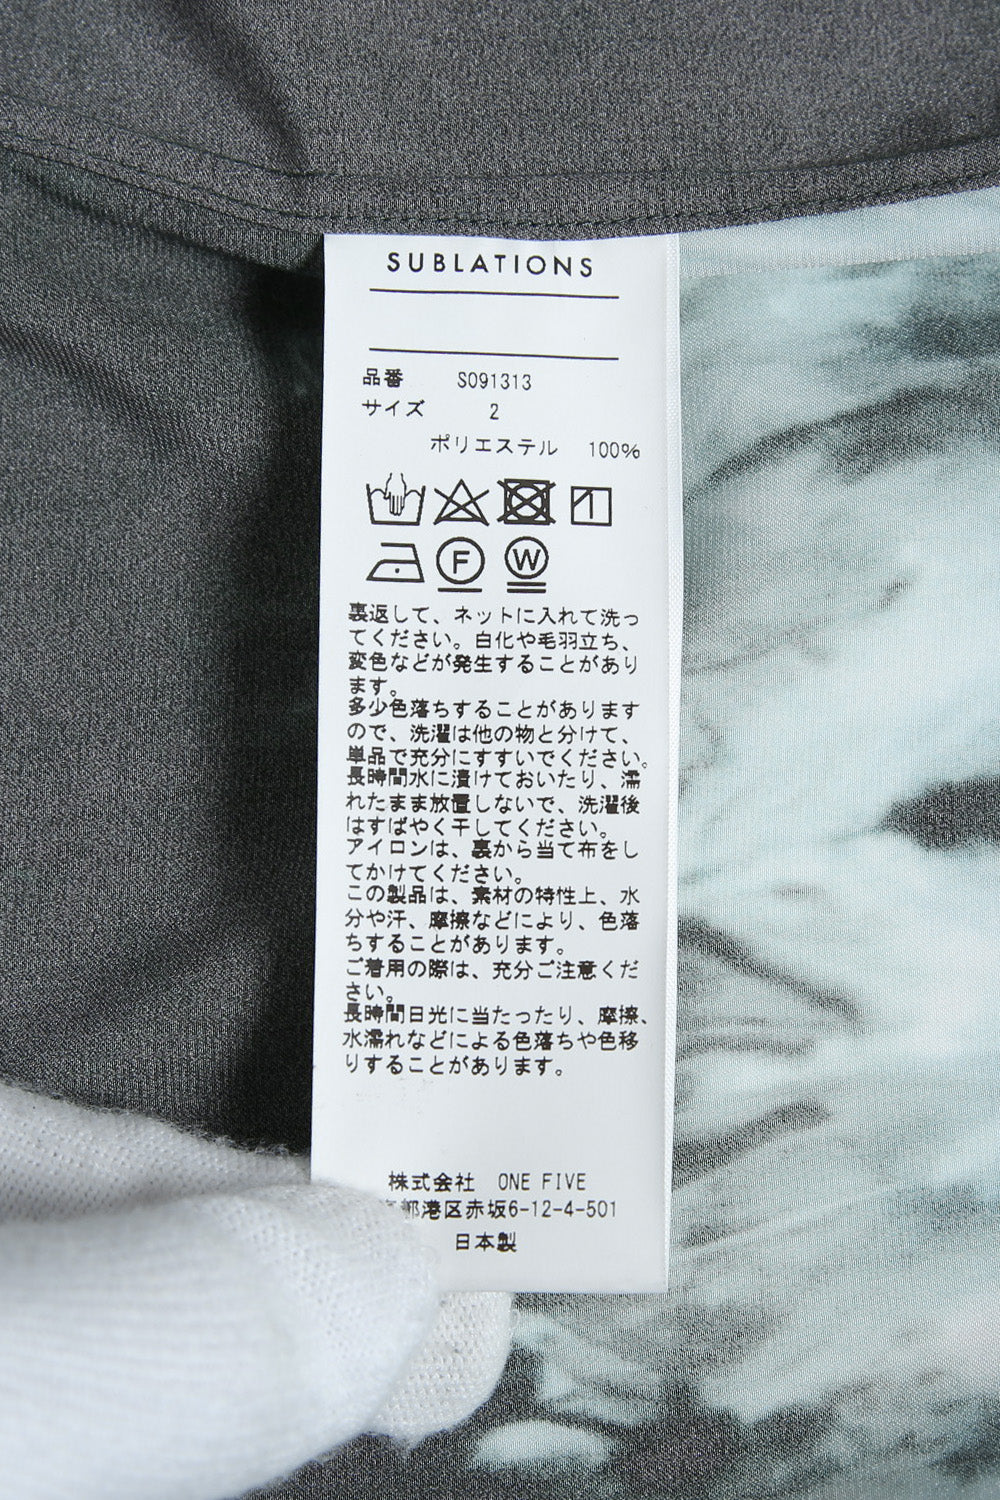 SUBLATIONS
品番 S091313
サイズ 2
ポリエステル 100%
F W
裏返して、ネットに入れて洗っ
てください。白化や毛羽立ち、
変色などが発生することがあり
ます。
多少色落ちすることがあります
ので、洗濯は他の物と分けて、
単品で充分にすすいでください。
長時間水に漬けておいたり、濡
れたまま放置しないで、洗濯後
はすばやく干してください。
アイロンは、裏から当て布をし
てかけてください。
この製品は、素材の特性上、水
分や汗、摩擦などにより、色落
ちすることがあります。
ご着用の際は、充分ご注意くだ
さい。
長時間日光に当たったり、摩擦、
水濡れなどによる色落ちや色移
りすることがあります。
株式会社 ONE FIVE
都港区赤坂6-12-4-501
日本製